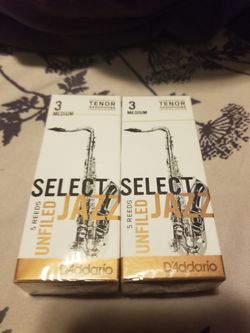 3 MEDIUM
TENOR
SAXOPHONE
SELECT
JAZZ
UNFILED
5 REEDS
D'Addario
3 MEDIUM
TENOR
SAXOPHONE
SELECT
JAZZ
UNFILED
5 REEDS
D'Addario